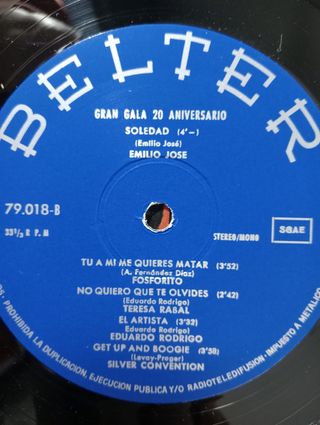 BELTER
GRAN GALA 20 ANIVERSARIO
SOLEDAD (4'-)
(Emilio José)
EMILIO JOSE
79.018-B
33⅓ R P. M
STEREO/MONO
SGAE
TU A MI ME QUIERES MATAR (3'52)
(A. Fernández Díaz)
FOSFORITO
NO QUIERO QUE TE OLVIDES (2'42)
(Eduardo Rodrigo)
TERESA RABAL
EL ARTISTA (3'32)
(Eduardo Rodrigo)
EDUARDO RODRIGO
GET UP AND BOOGIE (3'58)
(Levay-Prager)
SILVER CONVENTION
OS. PROHIBIDA LA DUPLICACION, EJECUCION PUBLICA Y/O RADIOTELEDIFUSION. IMPUESTO A METALICO